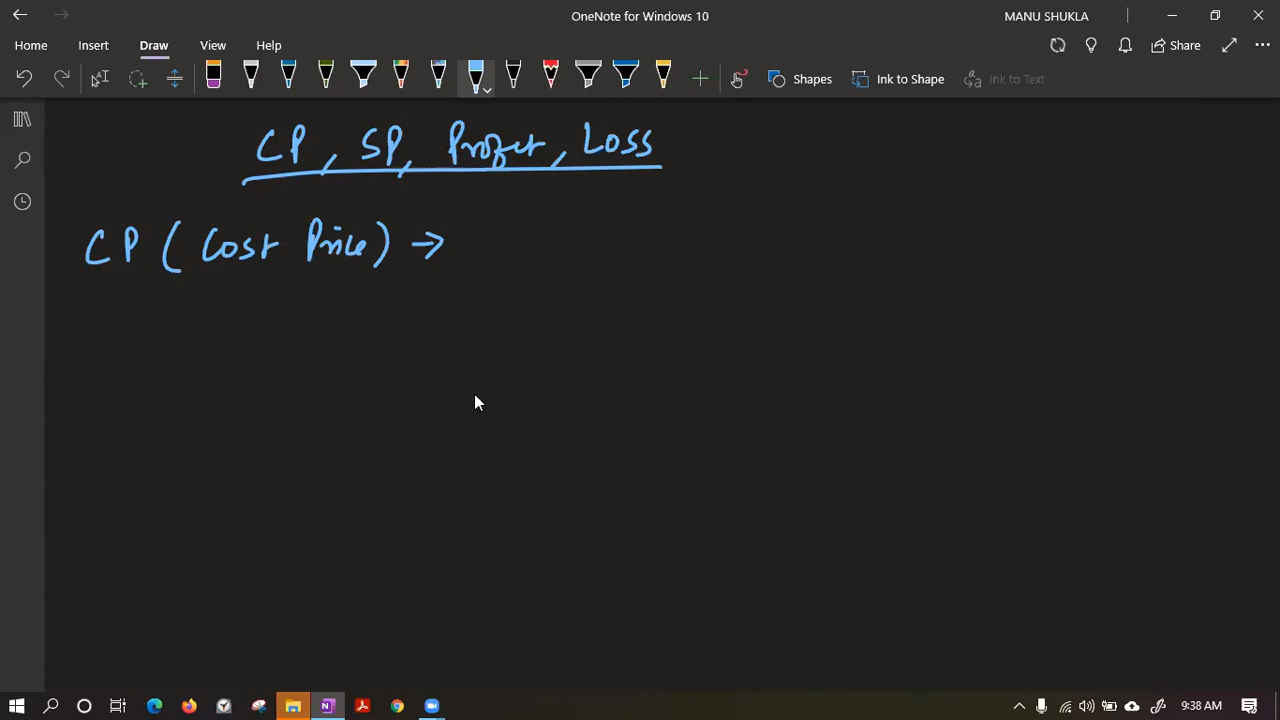 OneNote for Windows 10
MANU SHUKLA
Home Insert Draw View Help
Share
Shapes Ink to Shape Ink to Text
CP, SP, Profit, Loss
CP (Cost Price) →
9:38 AM